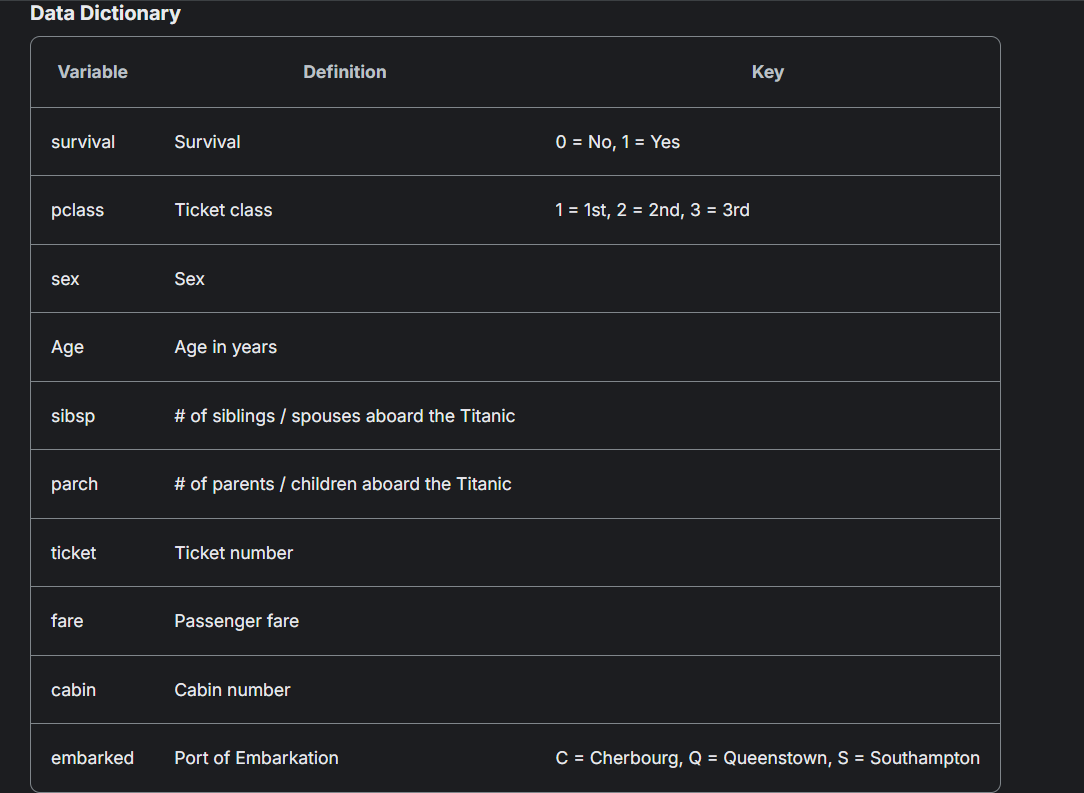 Data Dictionary
Variable Definition Key
survival Survival 0 = No, 1 = Yes
pclass Ticket class 1 = 1st, 2 = 2nd, 3 = 3rd
sex Sex
Age Age in years
sibsp # of siblings / spouses aboard the Titanic
parch # of parents / children aboard the Titanic
ticket Ticket number
fare Passenger fare
cabin Cabin number
embarked Port of Embarkation C = Cherbourg, Q = Queenstown, S = Southampton